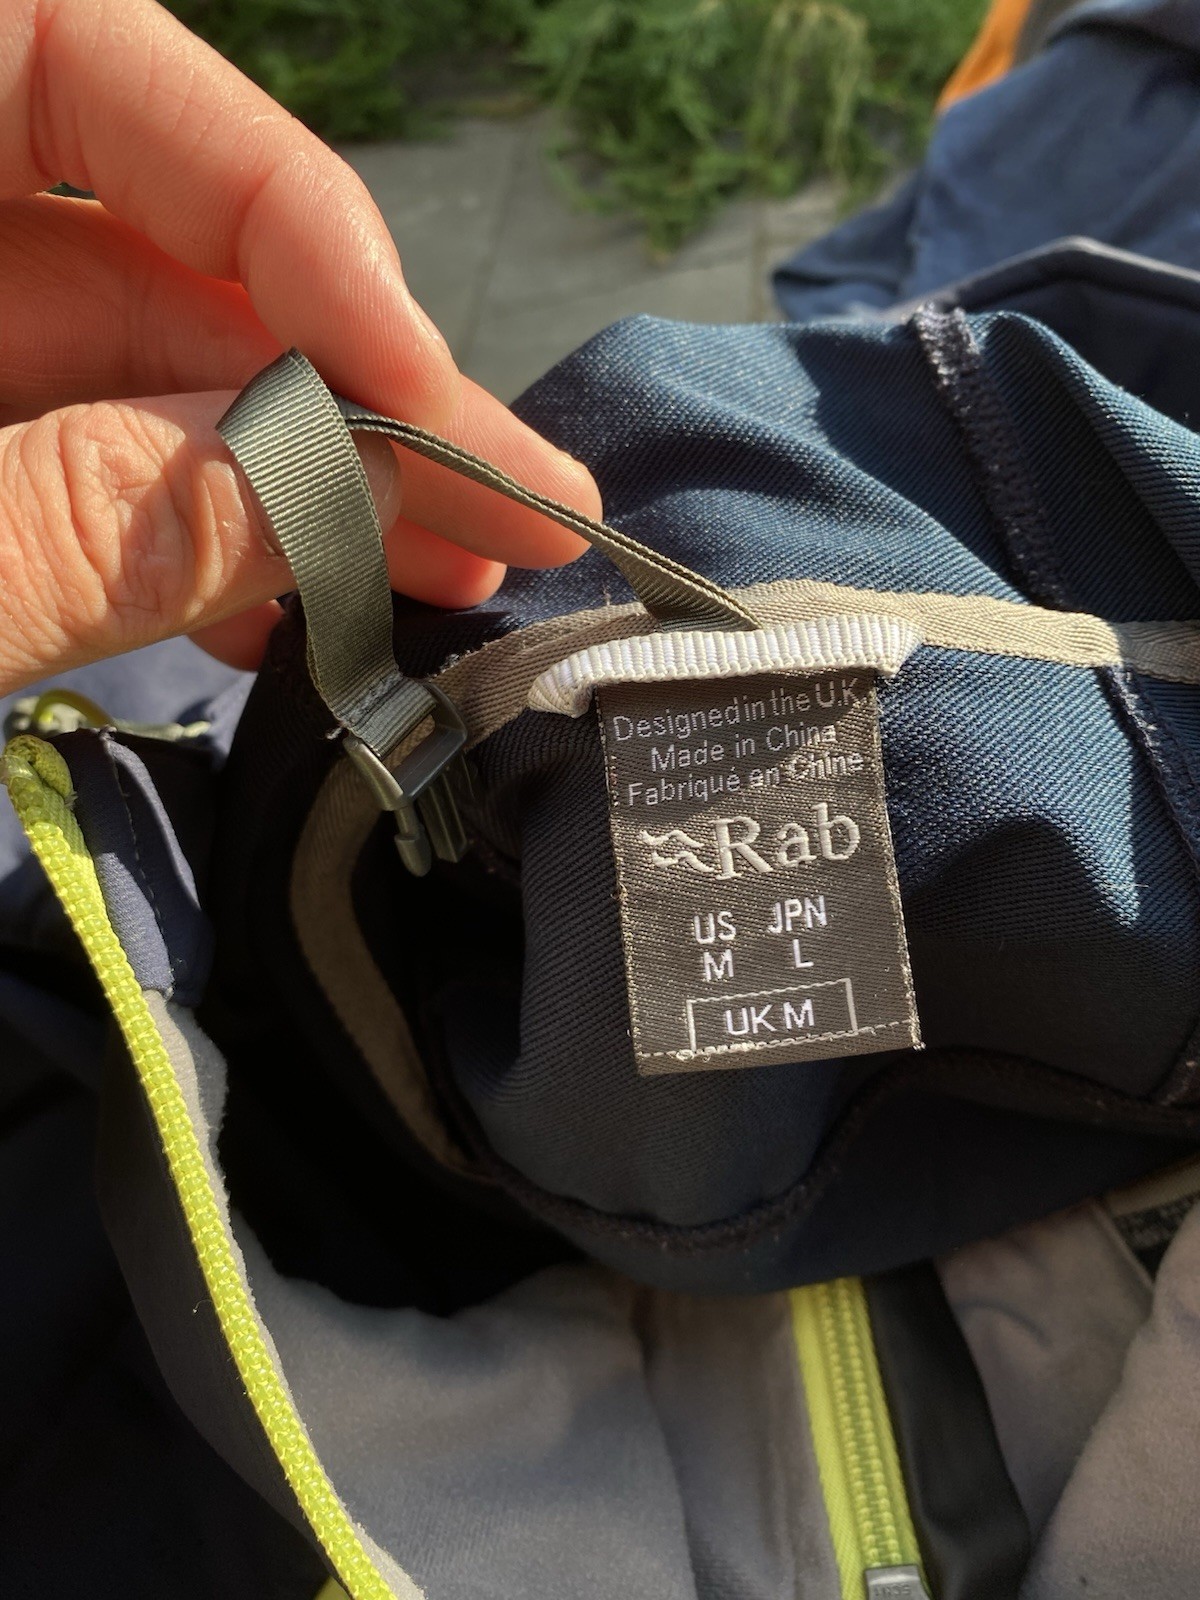 Designed in the U.K.
Made in China
Fabriqué en Chine
Rab
US JPN
M L
UK M